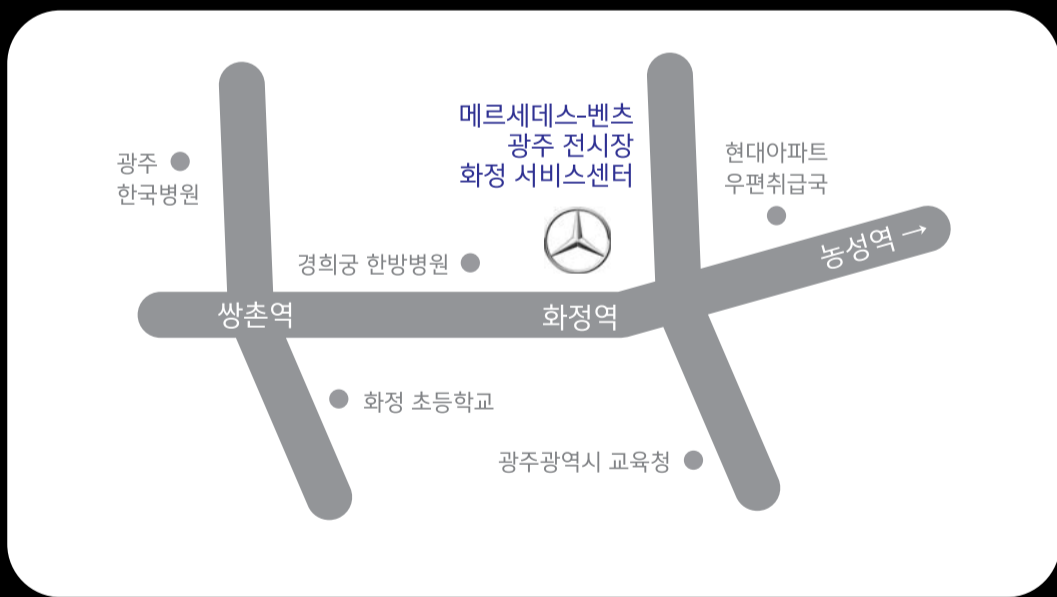 메르세데스-벤츠
광주 전시장
화정 서비스센터
광주
한국병원
현대아파트
우편취급국
경희궁 한방병원
농성역 →
쌍촌역
화정역
화정 초등학교
광주광역시 교육청